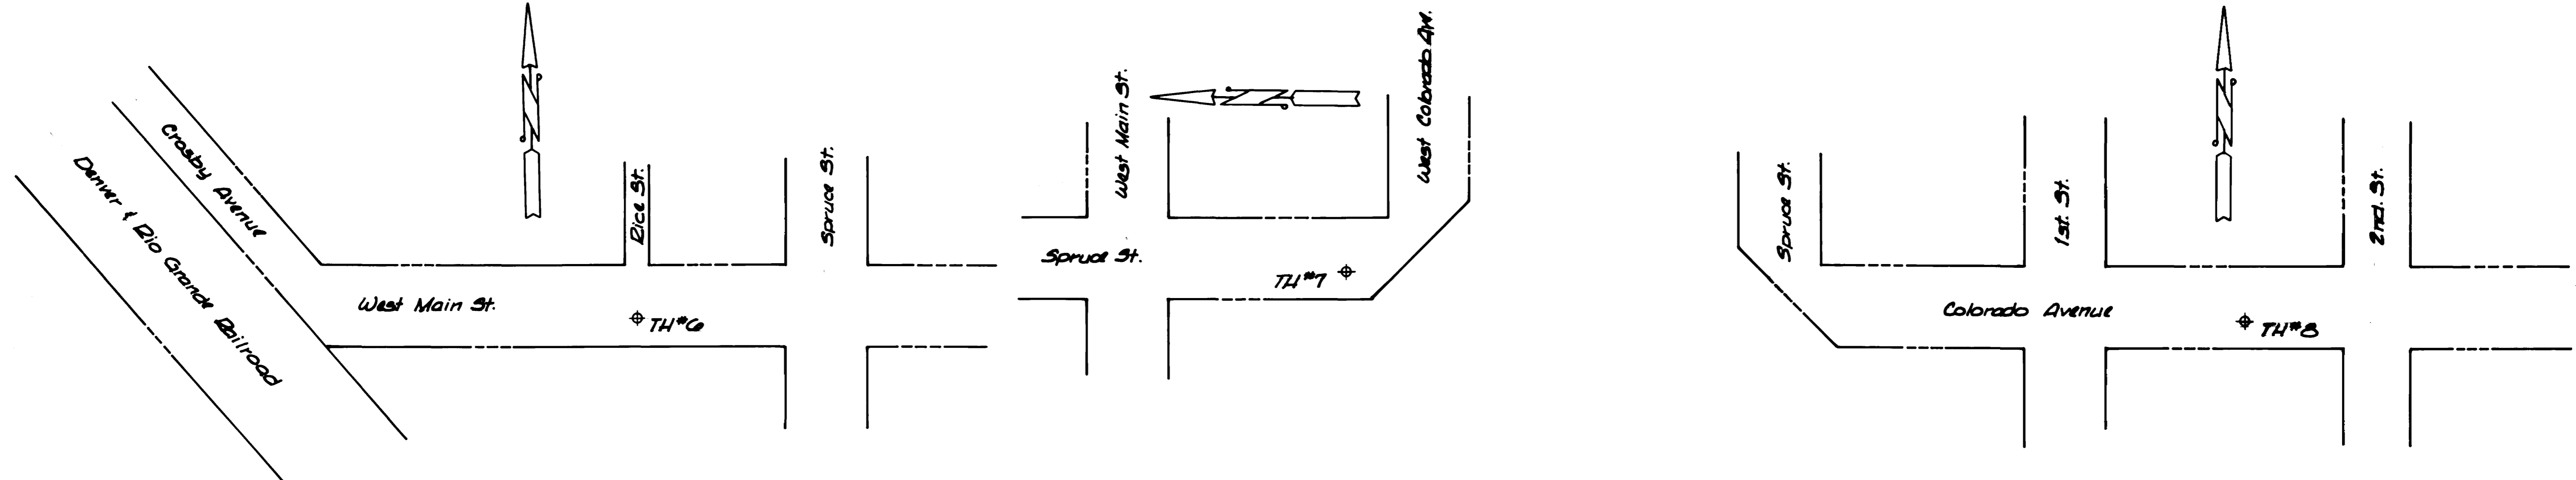 Crosby Avenue
Denver & Rio Grande Railroad
West Main St.
Rice St.
TH #6
Spruce St.
Spruce St.
West Main St.
TH #7
West Colorado Av.
Spruce St.
1st. St.
Colorado Avenue
TH #8
2nd. St.